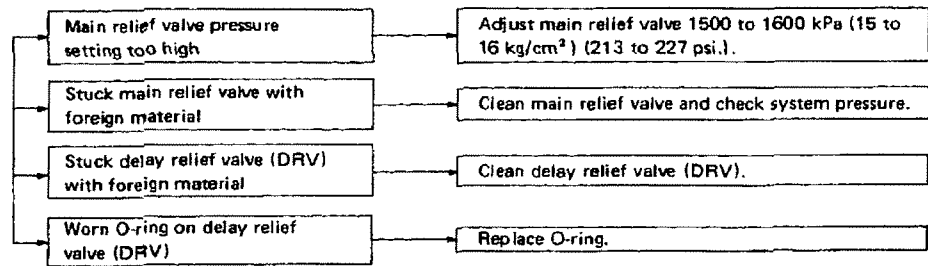 Main relief valve pressure
setting too high
Adjust main relief valve 1500 to 1600 kPa (15 to
16 kg/cm²) (213 to 227 psi.).
Stuck main relief valve with
foreign material
Clean main relief valve and check system pressure.
Stuck delay relief valve (DRV)
with foreign material
Clean delay relief valve (DRV).
Worn O-ring on delay relief
valve (DRV)
Replace O-ring.